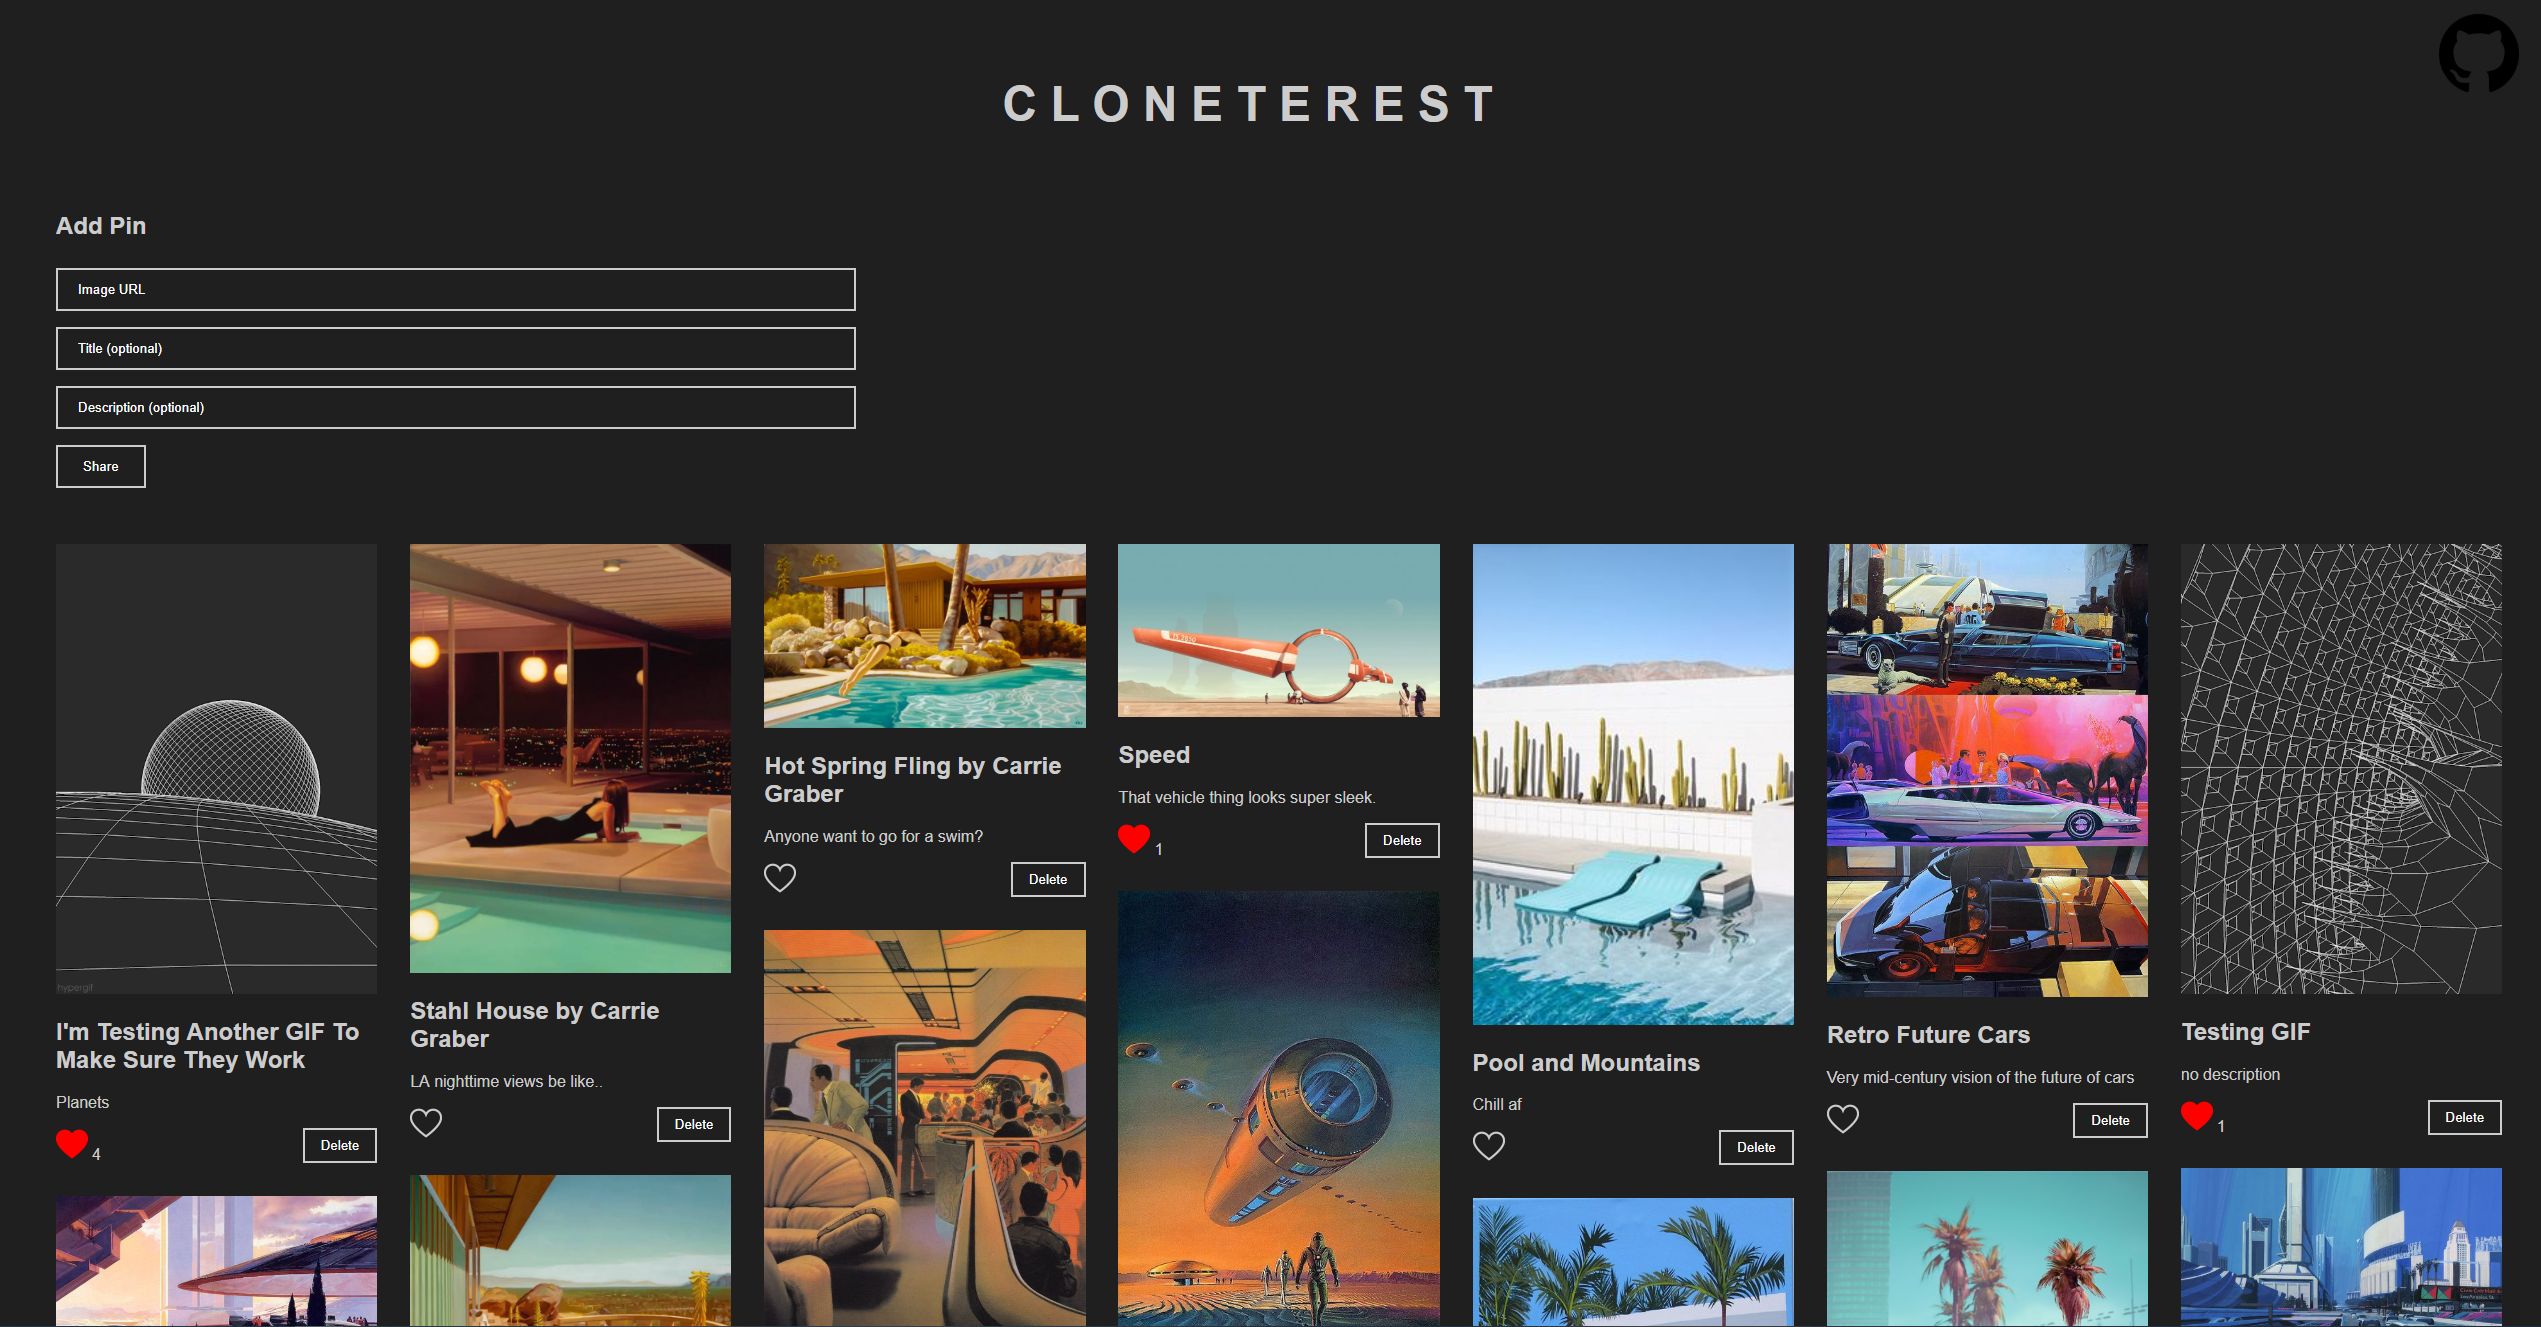 CLONETEREST
Add Pin
Image URL
Title (optional)
Description (optional)
Share
hypergif
I'm Testing Another GIF To
Make Sure They Work
Planets
4
Delete
Stahl House by Carrie
Graber
LA nighttime views be like..
Delete
Hot Spring Fling by Carrie
Graber
Anyone want to go for a swim?
Delete
Speed
That vehicle thing looks super sleek.
1
Delete
Pool and Mountains
Chill af
Delete
Retro Future Cars
Very mid-century vision of the future of cars
Delete
Testing GIF
no description
1
Delete